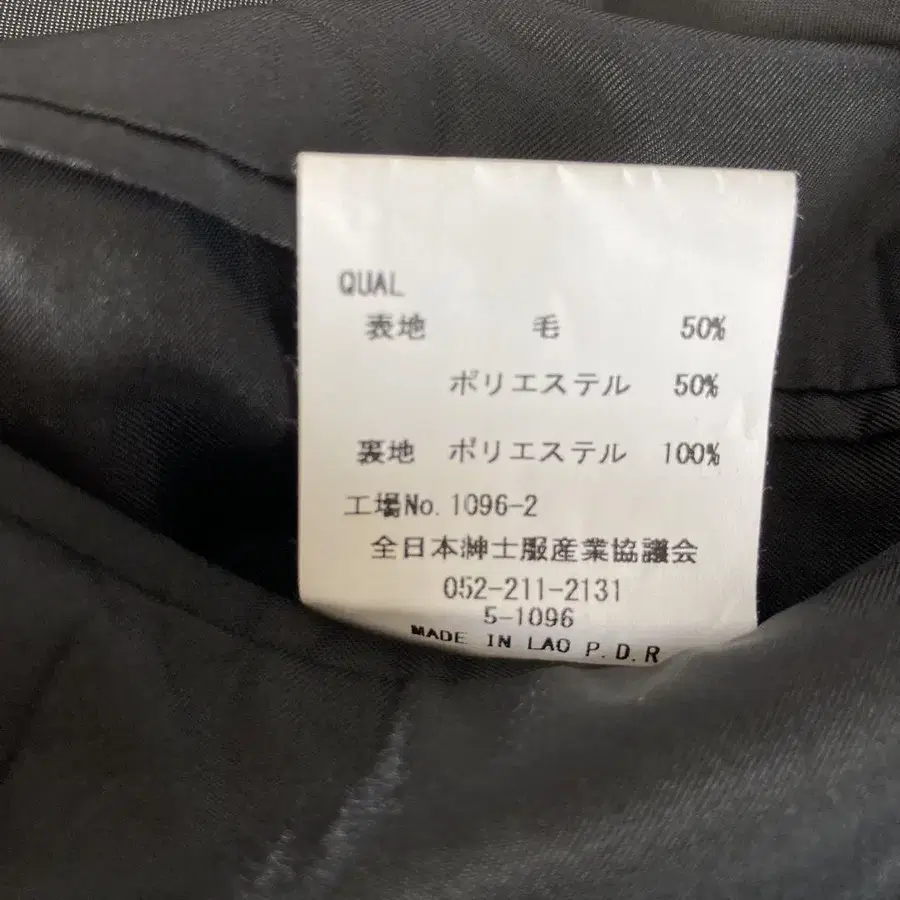 QUAL
表地 毛 50%
ポリエステル 50%
裏地 ポリエステル 100%
工場No.1096-2
全日本紳士服産業協議会
052-211-2131
5-1096
MADE IN LAO P.D.R